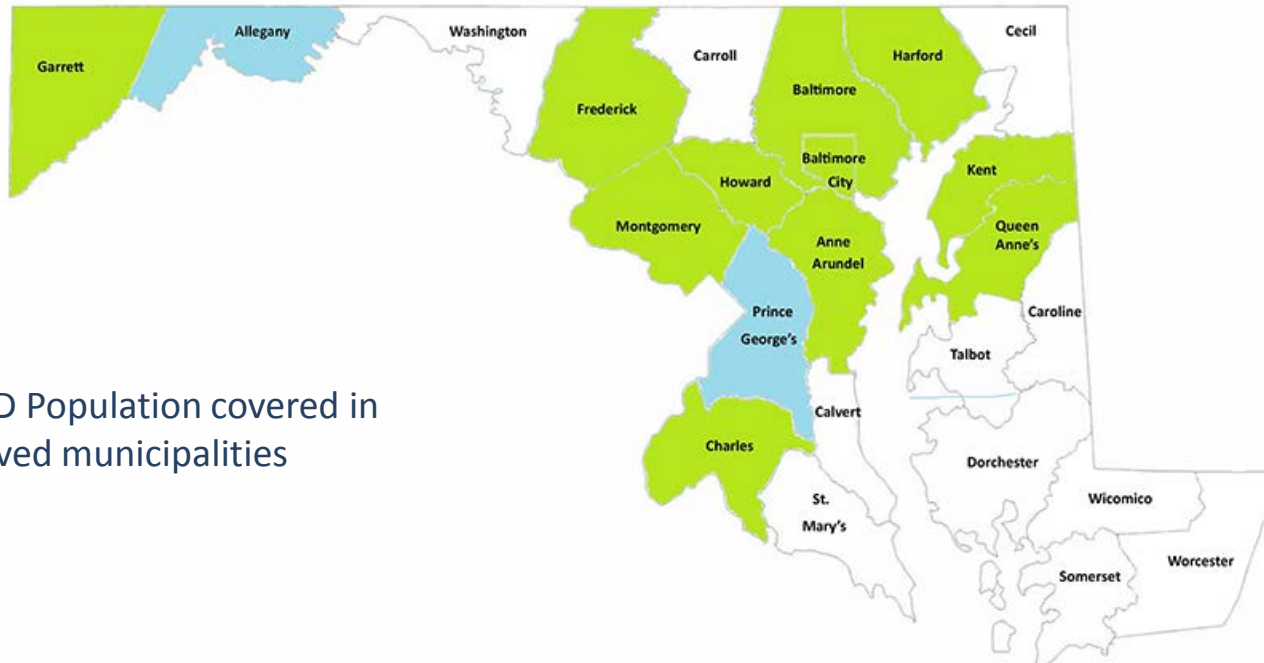 Allegany
Washington
Cecil
Garrett
Carroll
Harford
Baltimore
Frederick
Baltimore
City
Kent
Howard
Montgomery
Queen
Anne's
Anne
Arundel
Prince
George's
Caroline
Talbot
D Population covered in
ved municipalities
Calvert
Charles
Dorchester
St.
Mary's
Wicomico
Worcester
Somerset